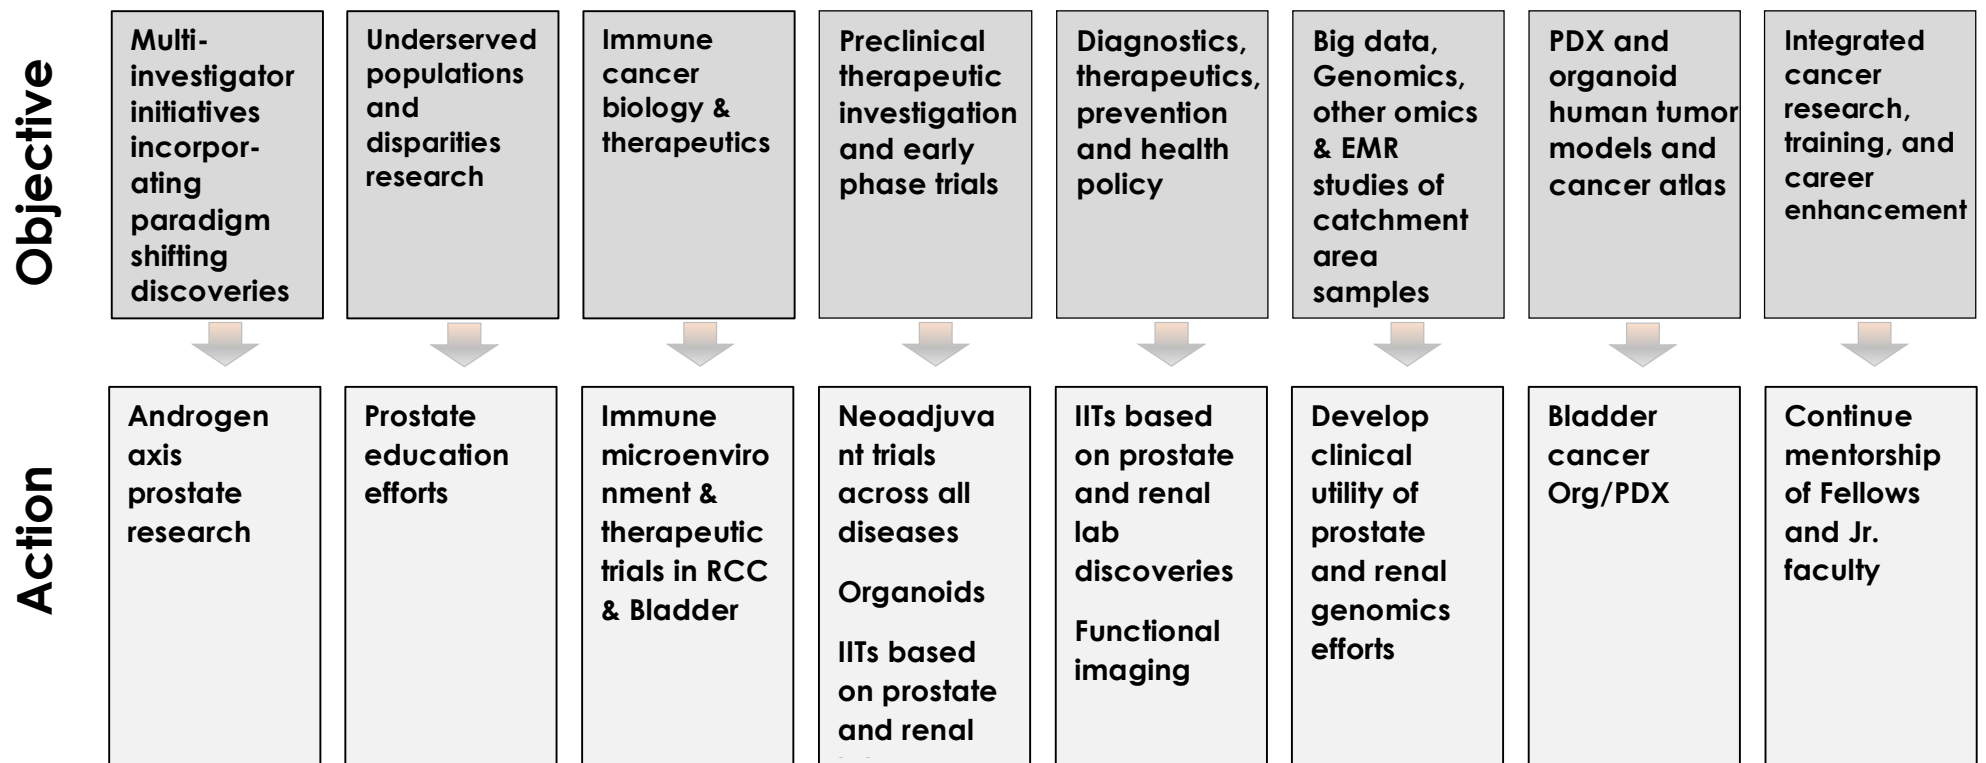 Objective
Multi-
investigator
initiatives
incorpor-
ating
paradigm
shifting
discoveries
Underserved
populations
and
disparities
research
Immune
cancer
biology &
therapeutics
Preclinical
therapeutic
investigation
and early
phase trials
Diagnostics,
therapeutics,
prevention
and health
policy
Big data,
Genomics,
other omics
& EMR
studies of
catchment
area
samples
PDX and
organoid
human tumor
models and
cancer atlas
Integrated
cancer
research,
training, and
career
enhancement
Action
Androgen
axis
prostate
research
Prostate
education
efforts
Immune
microenviro
nment &
therapeutic
trials in RCC
& Bladder
Neoadjuva
nt trials
across all
diseases
Organoids
IITs based
on prostate
and renal
IITs based
on prostate
and renal
lab
discoveries
Functional
imaging
Develop
clinical
utility of
prostate
and renal
genomics
efforts
Bladder
cancer
Org/PDX
Continue
mentorship
of Fellows
and Jr.
faculty